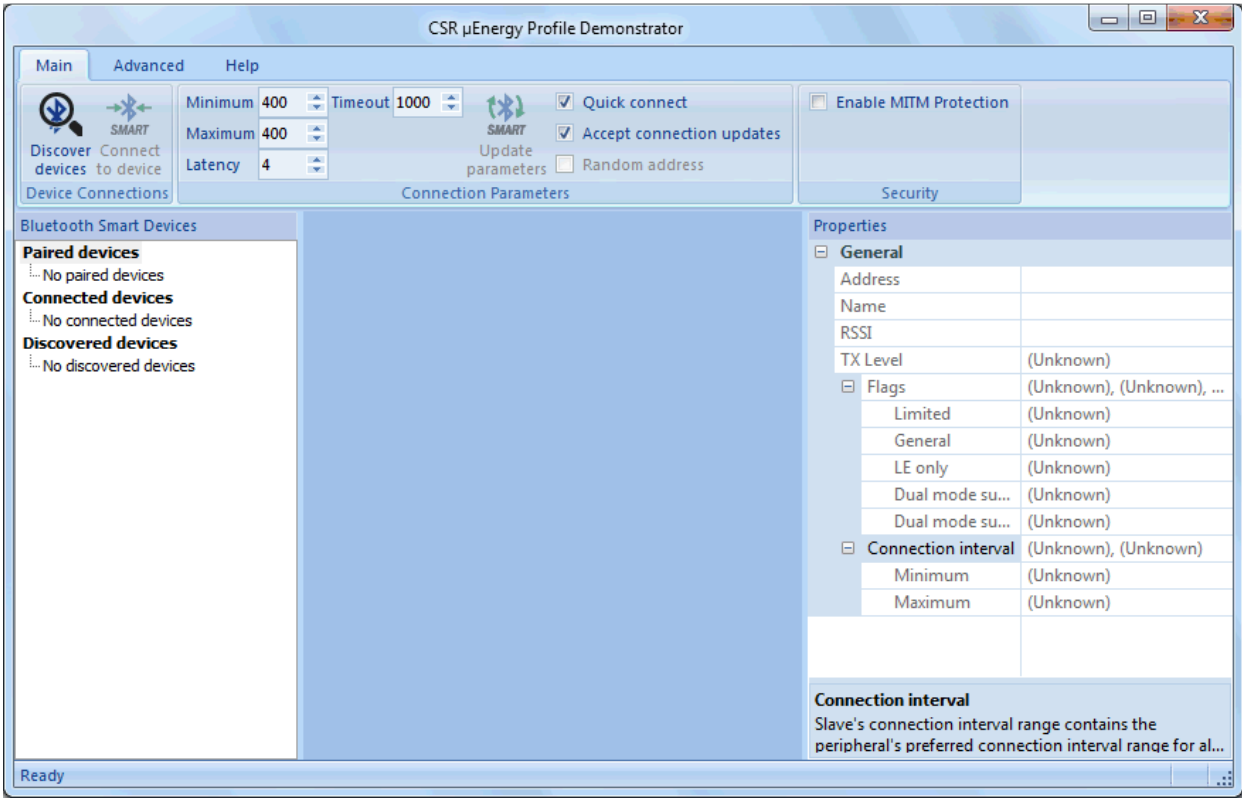 CSR µEnergy Profile Demonstrator
Main Advanced Help
Discover devices
SMART
Connect to device
Device Connections
Minimum 400 Timeout 1000
Maximum 400
Latency 4
SMART
Update parameters
Quick connect
Accept connection updates
Random address
Connection Parameters
Enable MITM Protection
Security
Bluetooth Smart Devices
Paired devices
No paired devices
Connected devices
No connected devices
Discovered devices
No discovered devices
Properties
General
Address
Name
RSSI
TX Level (Unknown)
Flags (Unknown), (Unknown), ...
Limited (Unknown)
General (Unknown)
LE only (Unknown)
Dual mode su... (Unknown)
Dual mode su... (Unknown)
Connection interval (Unknown), (Unknown)
Minimum (Unknown)
Maximum (Unknown)
Connection interval
Slave's connection interval range contains the
peripheral's preferred connection interval range for al...
Ready